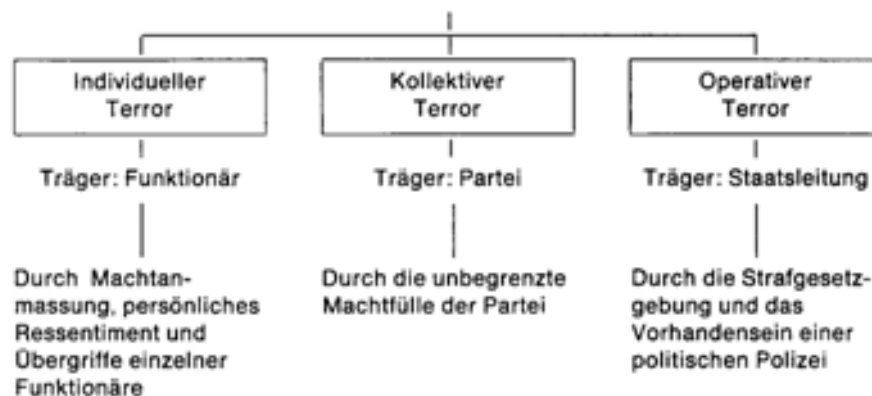 Individueller
Terror
Kollektiver
Terror
Operativer
Terror
Träger: Funktionär
Träger: Partei
Träger: Staatsleitung
Durch Machtan-
massung, persönliches
Ressentiment und
Übergriffe einzelner
Funktionäre
Durch die unbegrenzte
Machtfülle der Partei
Durch die Strafgesetz-
gebung und das
Vorhandensein einer
politischen Polizei